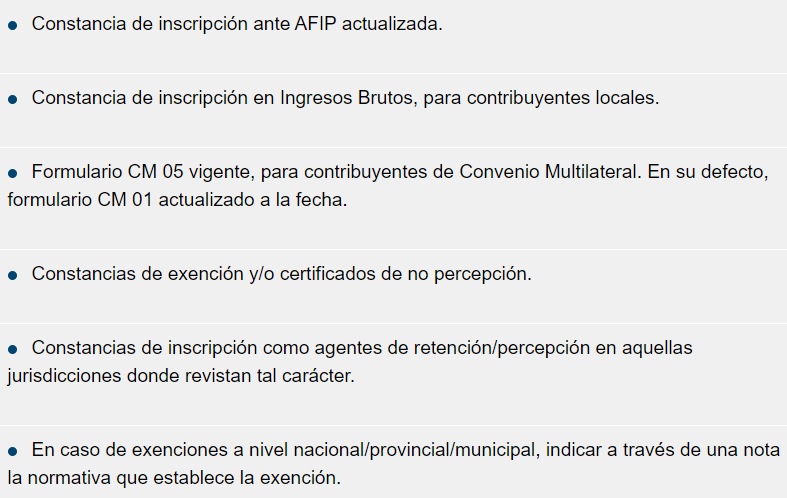 ● Constancia de inscripción ante AFIP actualizada.
● Constancia de inscripción en Ingresos Brutos, para contribuyentes locales.
● Formulario CM 05 vigente, para contribuyentes de Convenio Multilateral. En su defecto,
formulario CM 01 actualizado a la fecha.
● Constancias de exención y/o certificados de no percepción.
● Constancias de inscripción como agentes de retención/percepción en aquellas
jurisdicciones donde revistan tal carácter.
● En caso de exenciones a nivel nacional/provincial/municipal, indicar a través de una nota
la normativa que establece la exención.